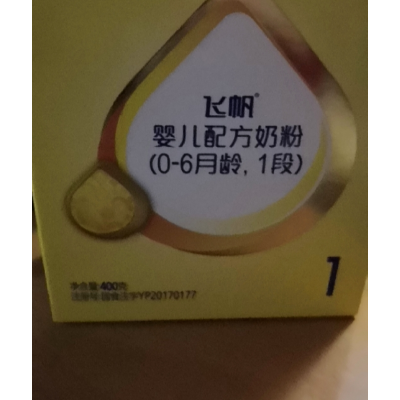 飞帆®
婴儿配方奶粉
(0-6月龄, 1段)
净含量:400克
注册号:国食注字YP20170177
1